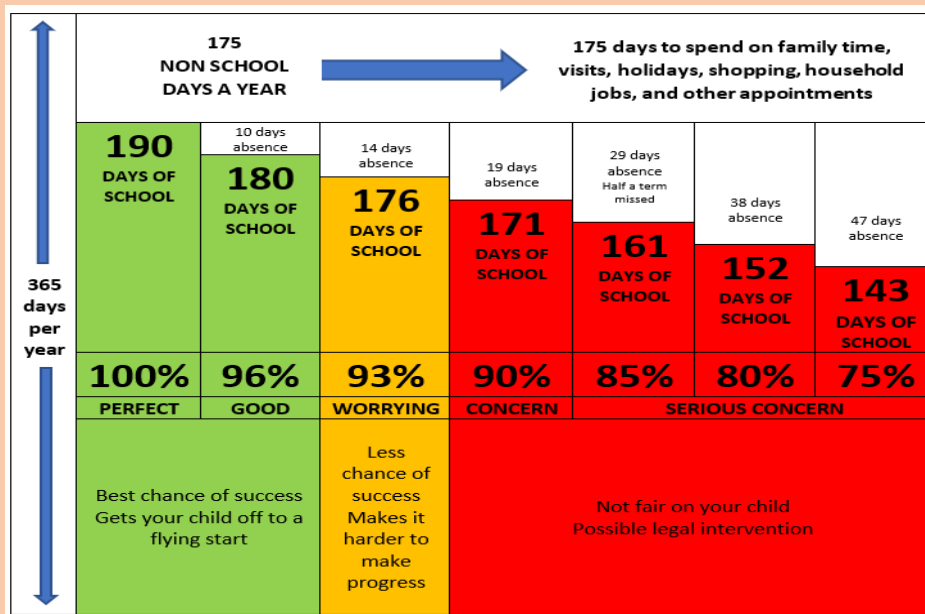 175
NON SCHOOL
DAYS A YEAR
175 days to spend on family time,
visits, holidays, shopping, household
jobs, and other appointments
365
days
per
year
190
DAYS OF
SCHOOL
10 days
absence
180
DAYS OF
SCHOOL
14 days
absence
176
DAYS OF
SCHOOL
19 days
absence
171
DAYS OF
SCHOOL
29 days
absence
Half a term
missed
161
DAYS OF
SCHOOL
38 days
absence
152
DAYS OF
SCHOOL
47 days
absence
143
DAYS OF
SCHOOL
100%
96%
93%
90%
85%
80%
75%
PERFECT
GOOD
WORRYING
CONCERN
SERIOUS CONCERN
Best chance of success
Gets your child off to a
flying start
Less
chance of
success
Makes it
harder to
make
progress
Not fair on your child
Possible legal intervention